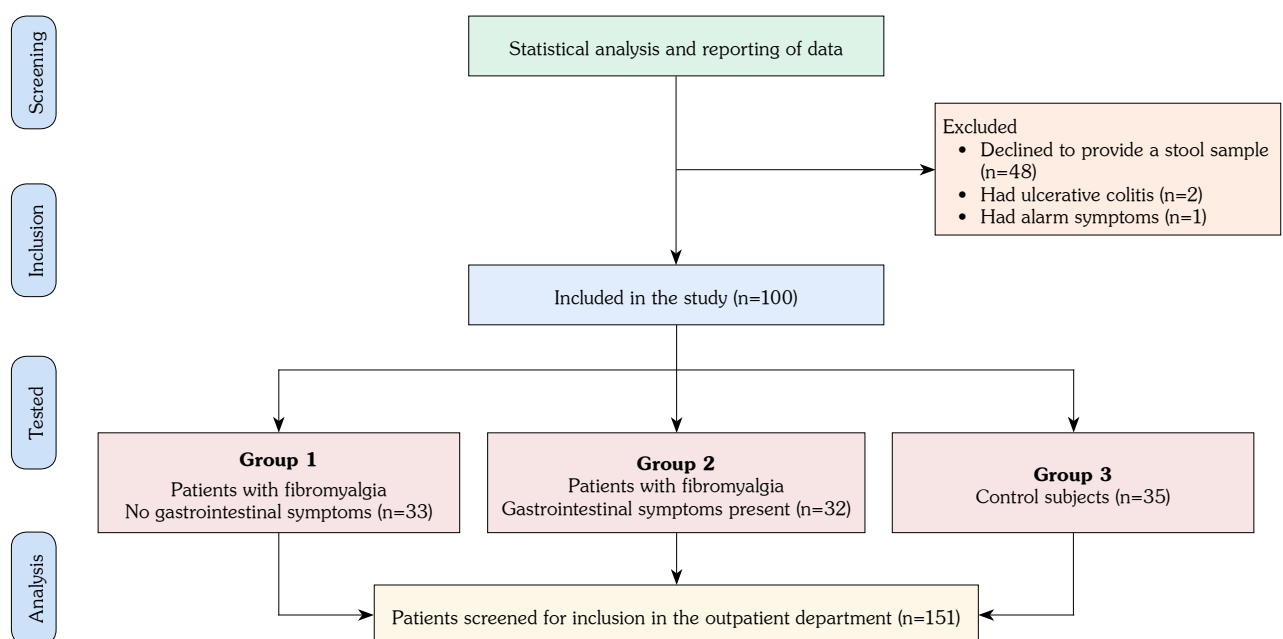 Screening
Statistical analysis and reporting of data
Excluded
• Declined to provide a stool sample
(n=48)
• Had ulcerative colitis (n=2)
• Had alarm symptoms (n=1)
Inclusion
Included in the study (n=100)
Tested
Group 1
Patients with fibromyalgia
No gastrointestinal symptoms (n=33)
Group 2
Patients with fibromyalgia
Gastrointestinal symptoms present (n=32)
Group 3
Control subjects (n=35)
Analysis
Patients screened for inclusion in the outpatient department (n=151)